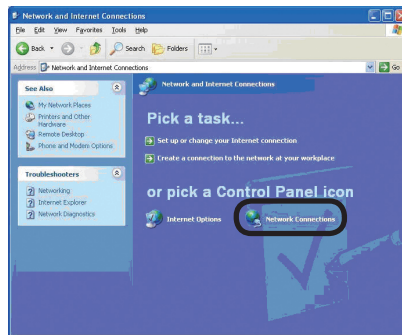 Network and Internet Connections
File Edit View Favorites Tools Help
Back Search Folders
Address Network and Internet Connections Go
See Also
My Network Places
Printers and Other
Hardware
Remote Desktop
Phone and Modem Options
Troubleshooters
Networking
Internet Explorer
Network Diagnostics
Network and Internet Connections
Pick a task...
Set up or change your Internet connection
Create a connection to the network at your workplace
or pick a Control Panel icon
Internet Options Network Connections